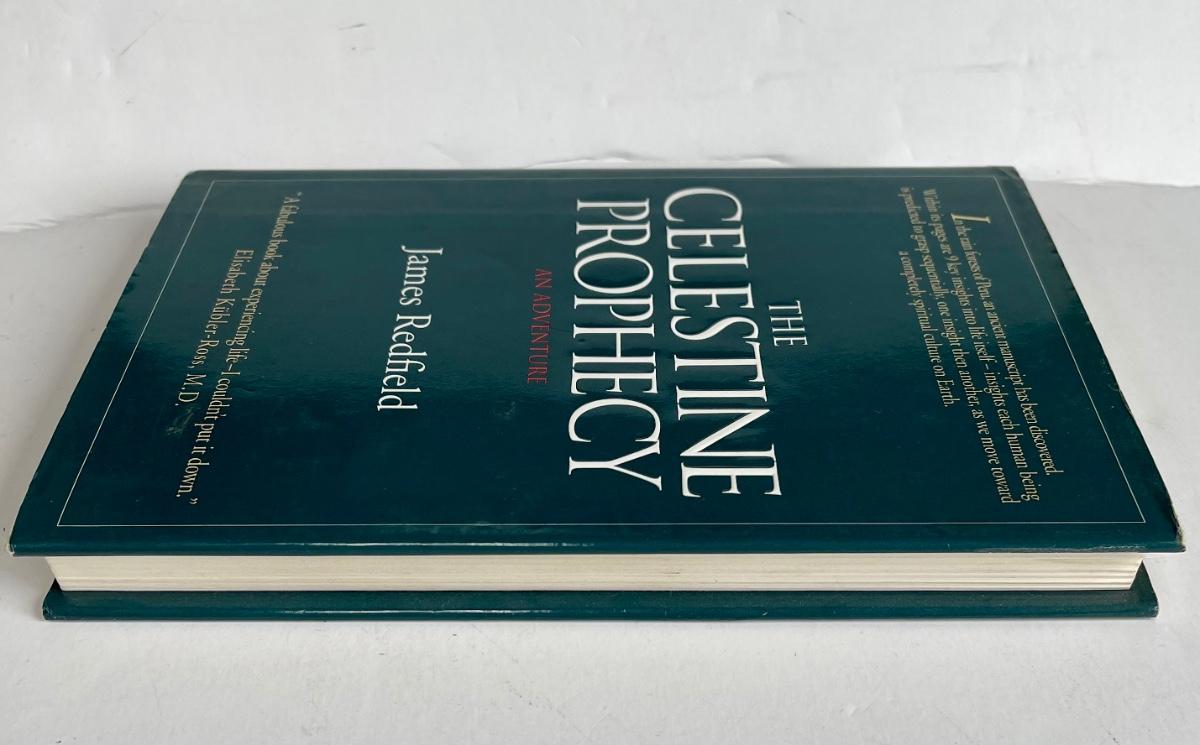 In the rain forests of Peru, an ancient manuscript has been discovered.
Within its pages are 9 key insights into life itself – insights each human being
is predicted to grasp sequentially, one insight then another, as we move toward
a completely spiritual culture on Earth.
THE
CELESTINE
PROPHECY
AN ADVENTURE
James Redfield
"A fabulous book about experiencing life–I couldn't put it down."
Elisabeth Kübler-Ross, M.D.